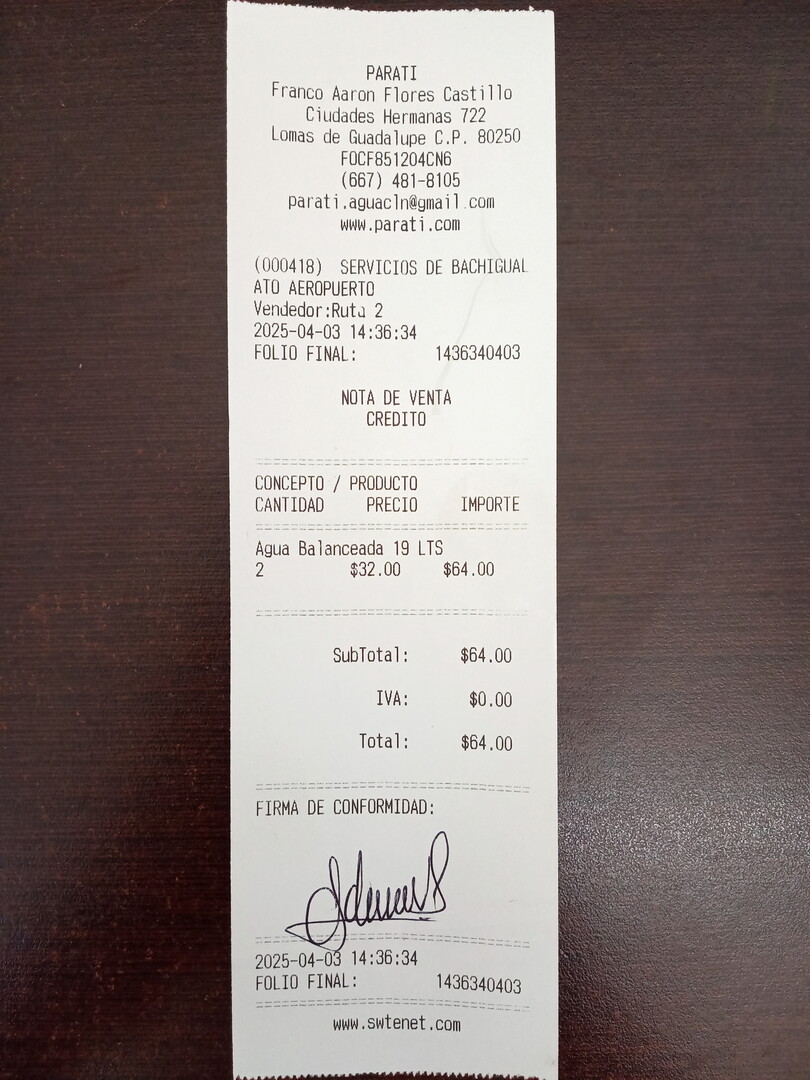 PARATI
Franco Aaron Flores Castillo
Ciudades Hermanas 722
Lomas de Guadalupe C.P. 80250
FOCF851204CN6
(667) 481-8105
parati.aguacln@gmail.com
www.parati.com
(000418) SERVICIOS DE BACHIGUAL
ATO AEROPUERTO
Vendedor:Ruta 2
2025-04-03 14:36:34
FOLIO FINAL: 1436340403
NOTA DE VENTA
CREDITO
CONCEPTO / PRODUCTO
CANTIDAD PRECIO IMPORTE
Agua Balanceada 19 LTS
2 $32.00 $64.00
SubTotal: $64.00
IVA: $0.00
Total: $64.00
FIRMA DE CONFORMIDAD:
2025-04-03 14:36:34
FOLIO FINAL: 1436340403
www.swtenet.com